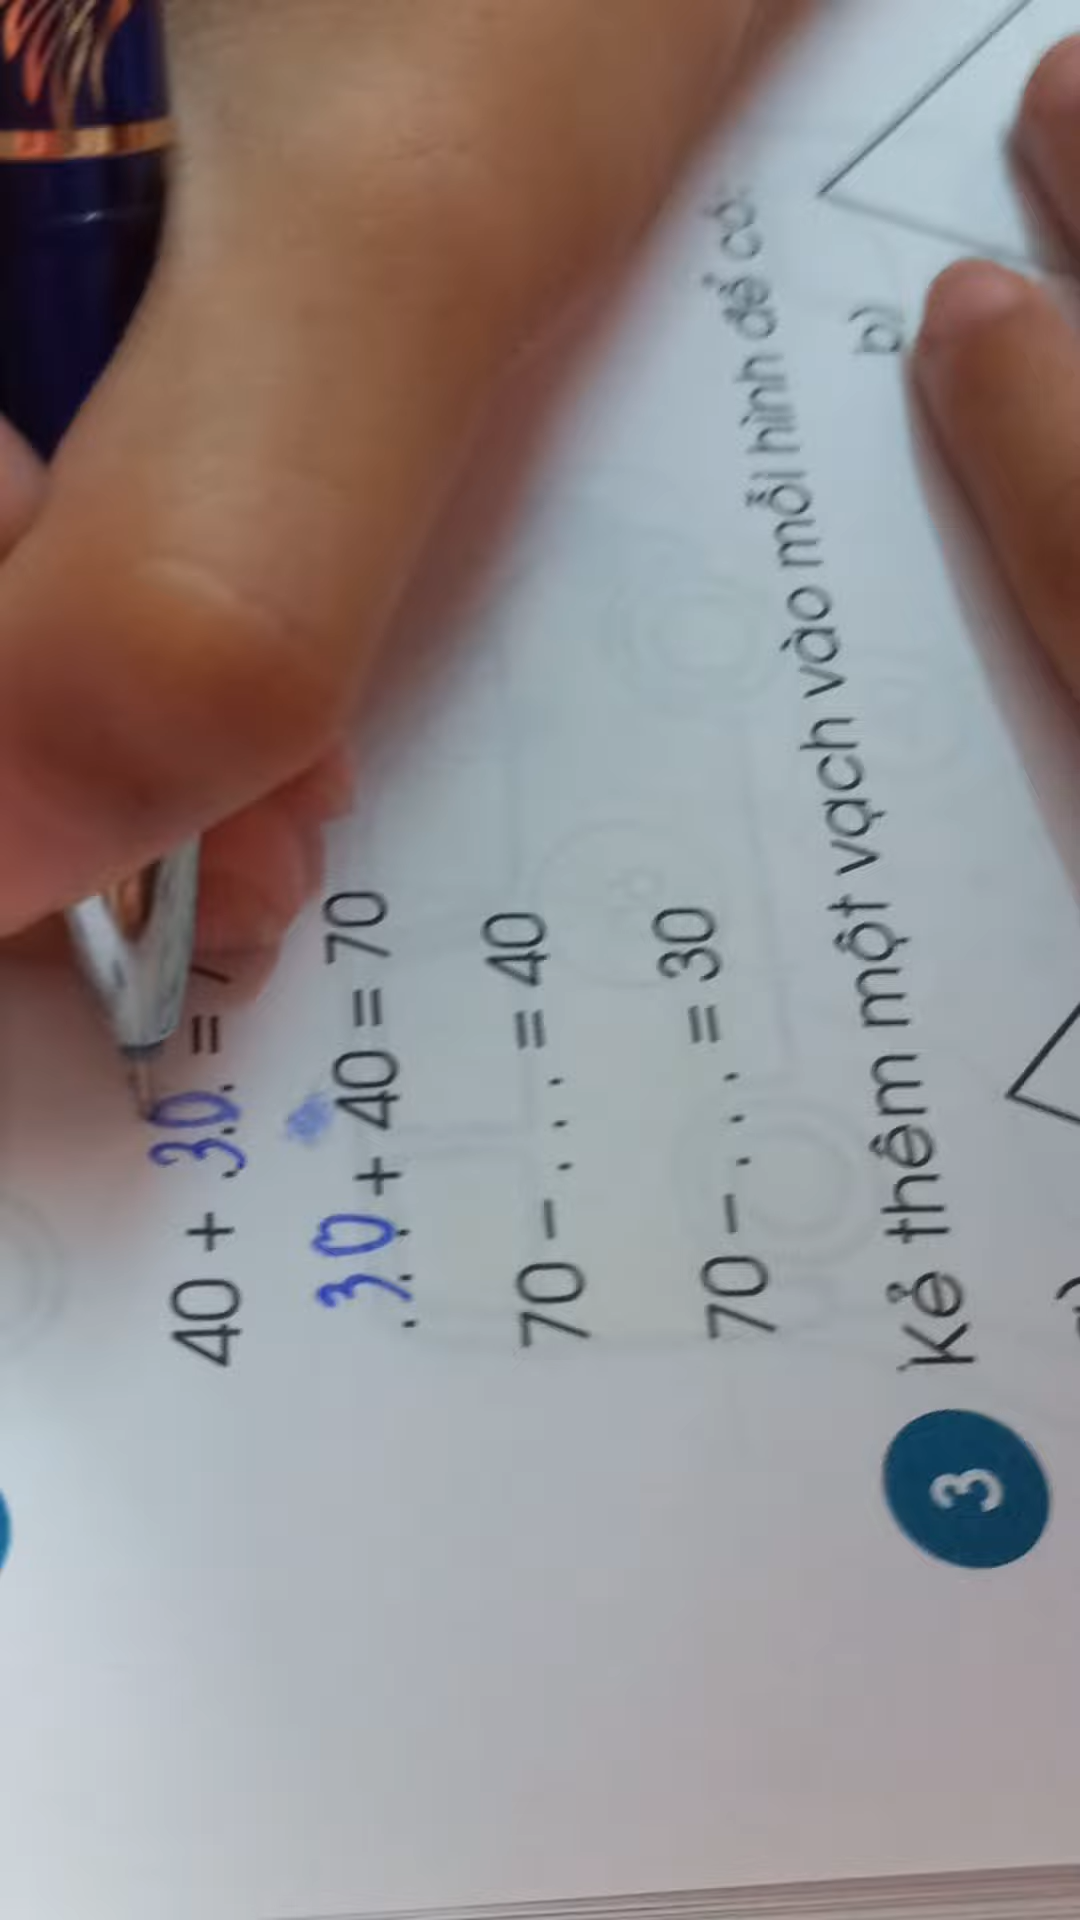 40 + 30 =
30 + 40 = 70
70 – ... = 40
70 – ... = 30
3 Kẻ thêm một vạch vào mỗi hình để có:
b)